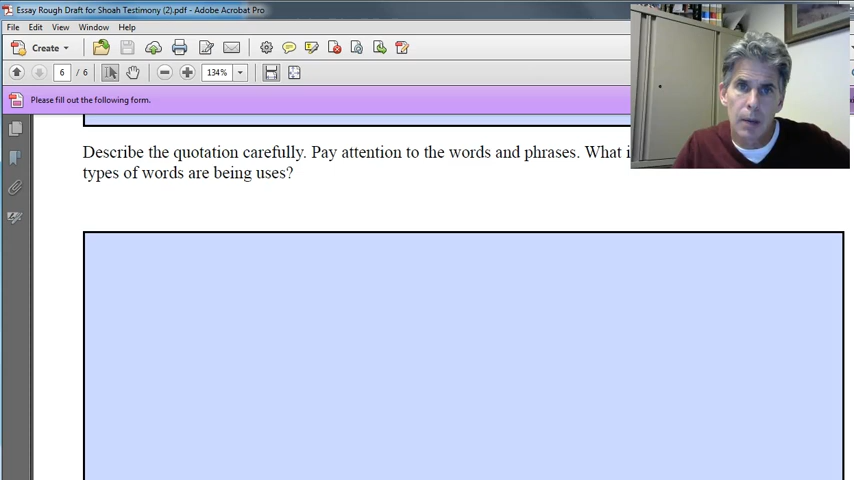 Essay Rough Draft for Shoah Testimony (2).pdf - Adobe Acrobat Pro
File Edit View Window Help
Create
6 / 6 134%
Please fill out the following form.
Describe the quotation carefully. Pay attention to the words and phrases. What i
types of words are being uses?